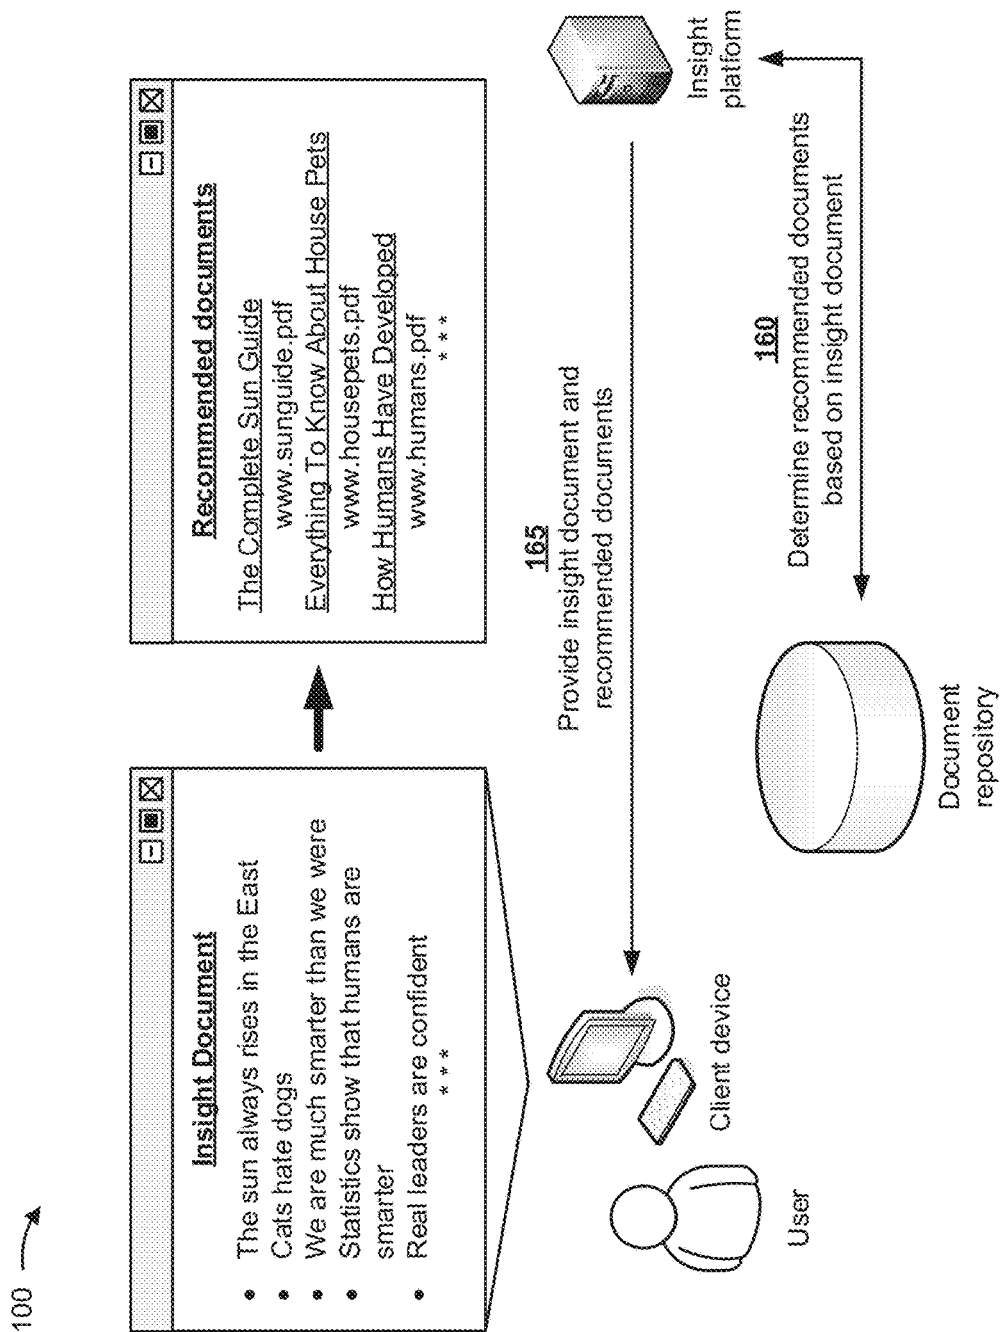 100
Insight Document
• The sun always rises in the East
• Cats hate dogs
• We are much smarter than we were
• Statistics show that humans are
smarter
• Real leaders are confident
* * *
Recommended documents
The Complete Sun Guide
www.sunguide.pdf
Everything To Know About House Pets
www.housepets.pdf
How Humans Have Developed
www.humans.pdf
* * *
165
Provide insight document and
recommended documents
User
Client device
Insight
platform
160
Determine recommended documents
based on insight document
Document
repository